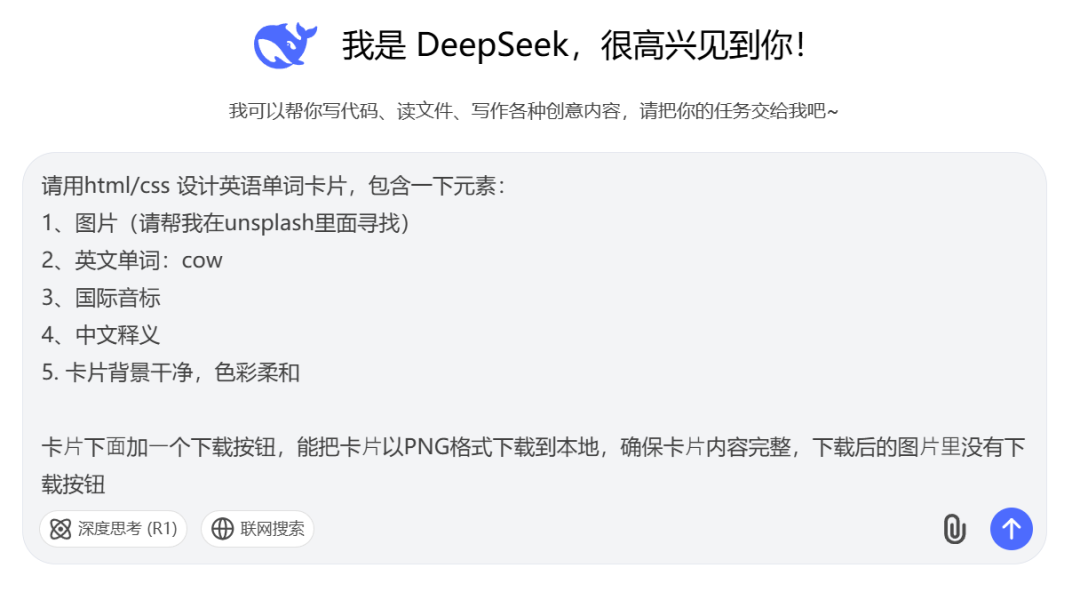 我是 DeepSeek，很高兴见到你！
我可以帮你写代码、读文件、写作各种创意内容，请把你的任务交给我吧~
请用html/css 设计英语单词卡片，包含一下元素：
1、图片（请帮我在unsplash里面寻找）
2、英文单词：cow
3、国际音标
4、中文释义
5. 卡片背景干净，色彩柔和
卡片下面加一个下载按钮，能把卡片以PNG格式下载到本地，确保卡片内容完整，下载后的图片里没有下
载按钮
深度思考 (R1) 联网搜索